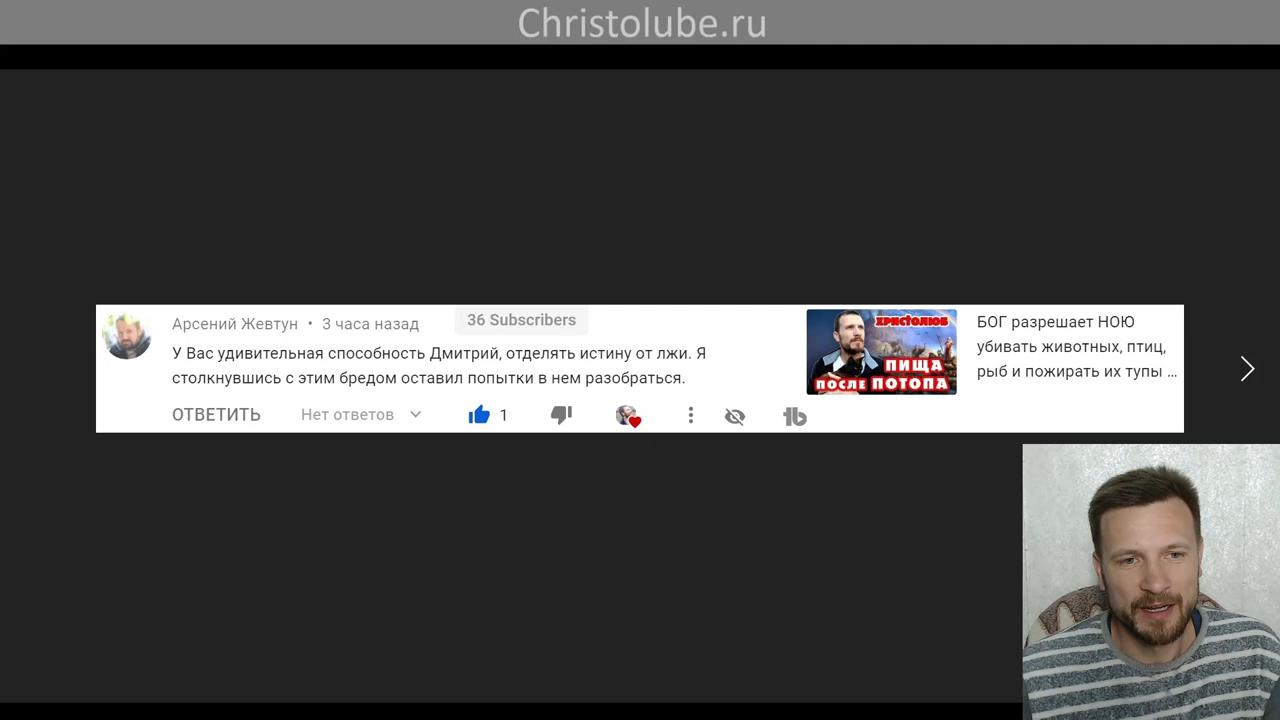 Christolube.ru
Арсений Жевтун • 3 часа назад
36 Subscribers
У Вас удивительная способность Дмитрий, отделять истину от лжи. Я
столкнувшись с этим бредом оставил попытки в нем разобраться.
ОТВЕТИТЬ
Нет ответов
1
ХРИСТОЛЮБ
ПИЩА
ПОСЛЕ ПОТОПА
БОГ разрешает НОЮ
убивать животных, птиц,
рыб и пожирать их тупы ...